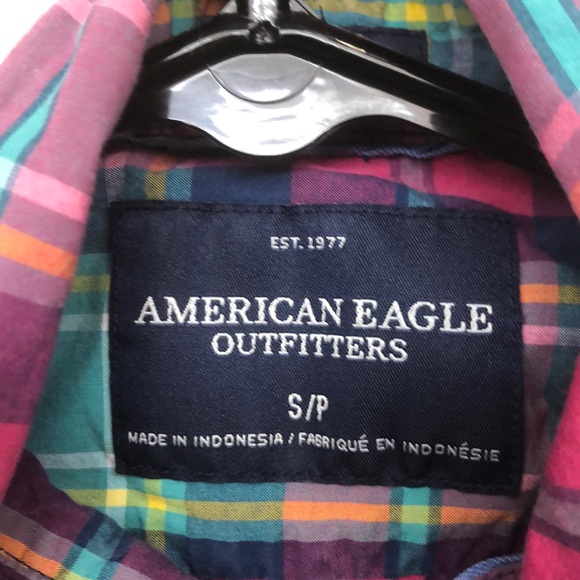 EST. 1977
AMERICAN EAGLE
OUTFITTERS
S/P
MADE IN INDONESIA / FABRIQUÉ EN INDONÉSIE